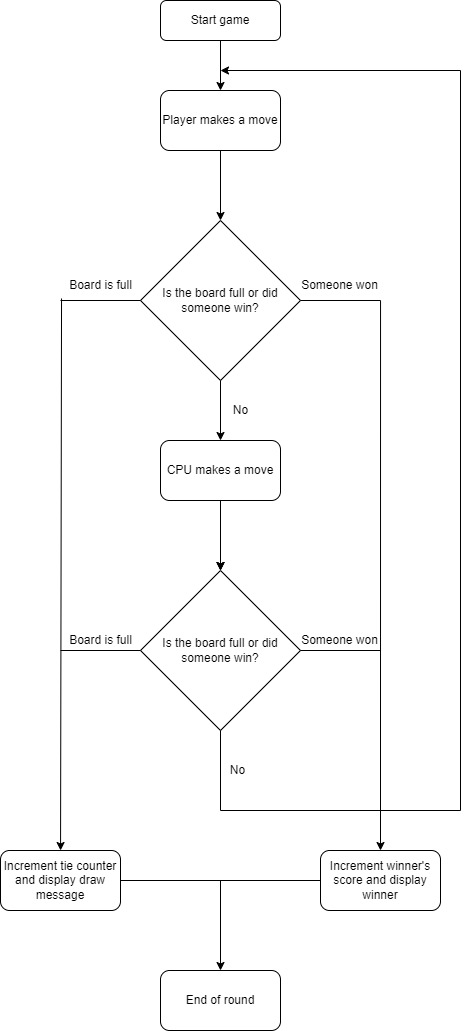 Start game
Player makes a move
Board is full
Someone won
Is the board full or did
someone win?
No
CPU makes a move
Board is full
Someone won
Is the board full or did
someone win?
No
Increment tie counter
and display draw
message
Increment winner's
score and display
winner
End of round